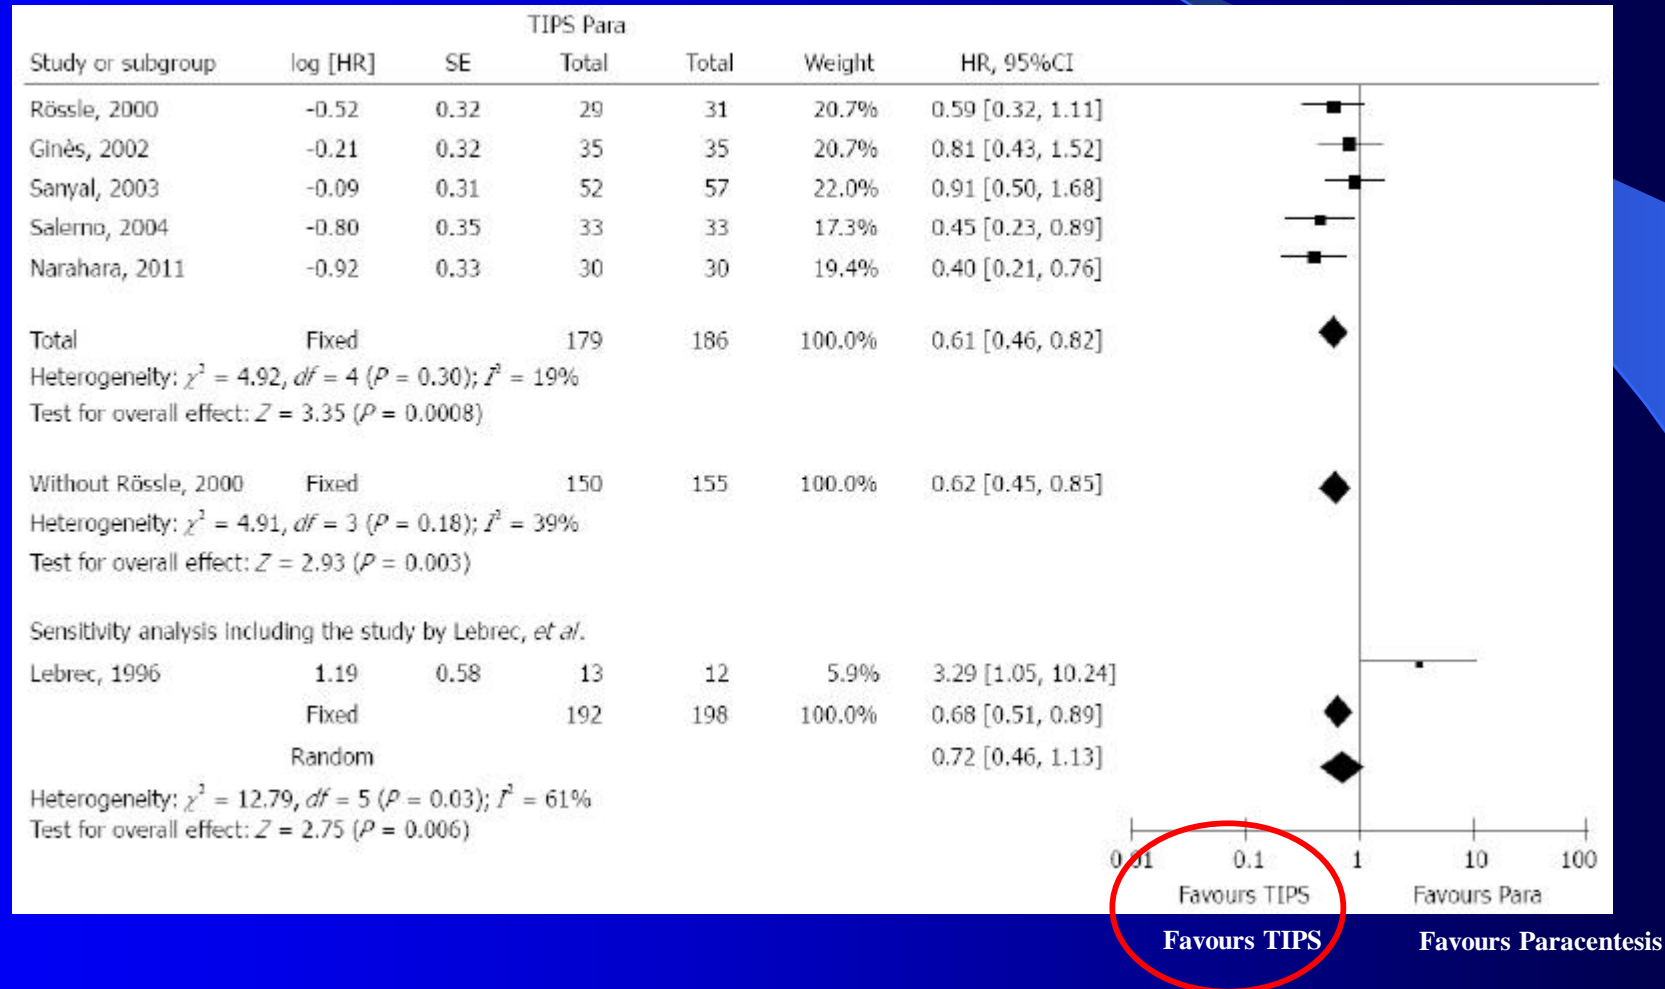 TIPS Para
Study or subgroup log [HR] SE Total Total Weight HR, 95%CI
Rössle, 2000 -0.52 0.32 29 31 20.7% 0.59 [0.32, 1.11]
Ginès, 2002 -0.21 0.32 35 35 20.7% 0.81 [0.43, 1.52]
Sanyal, 2003 -0.09 0.31 52 57 22.0% 0.91 [0.50, 1.68]
Salerno, 2004 -0.80 0.35 33 33 17.3% 0.45 [0.23, 0.89]
Narahara, 2011 -0.92 0.33 30 30 19.4% 0.40 [0.21, 0.76]
Total Fixed 179 186 100.0% 0.61 [0.46, 0.82]
Heterogeneity: χ² = 4.92, df = 4 (P = 0.30); I² = 19%
Test for overall effect: Z = 3.35 (P = 0.0008)
Without Rössle, 2000 Fixed 150 155 100.0% 0.62 [0.45, 0.85]
Heterogeneity: χ² = 4.91, df = 3 (P = 0.18); I² = 39%
Test for overall effect: Z = 2.93 (P = 0.003)
Sensitivity analysis including the study by Lebrec, et al.
Lebrec, 1996 1.19 0.58 13 12 5.9% 3.29 [1.05, 10.24]
Fixed 192 198 100.0% 0.68 [0.51, 0.89]
Random 0.72 [0.46, 1.13]
Heterogeneity: χ² = 12.79, df = 5 (P = 0.03); I² = 61%
Test for overall effect: Z = 2.75 (P = 0.006)
0.01 0.1 1 10 100
Favours TIPS Favours Para
Favours TIPS Favours Paracentesis